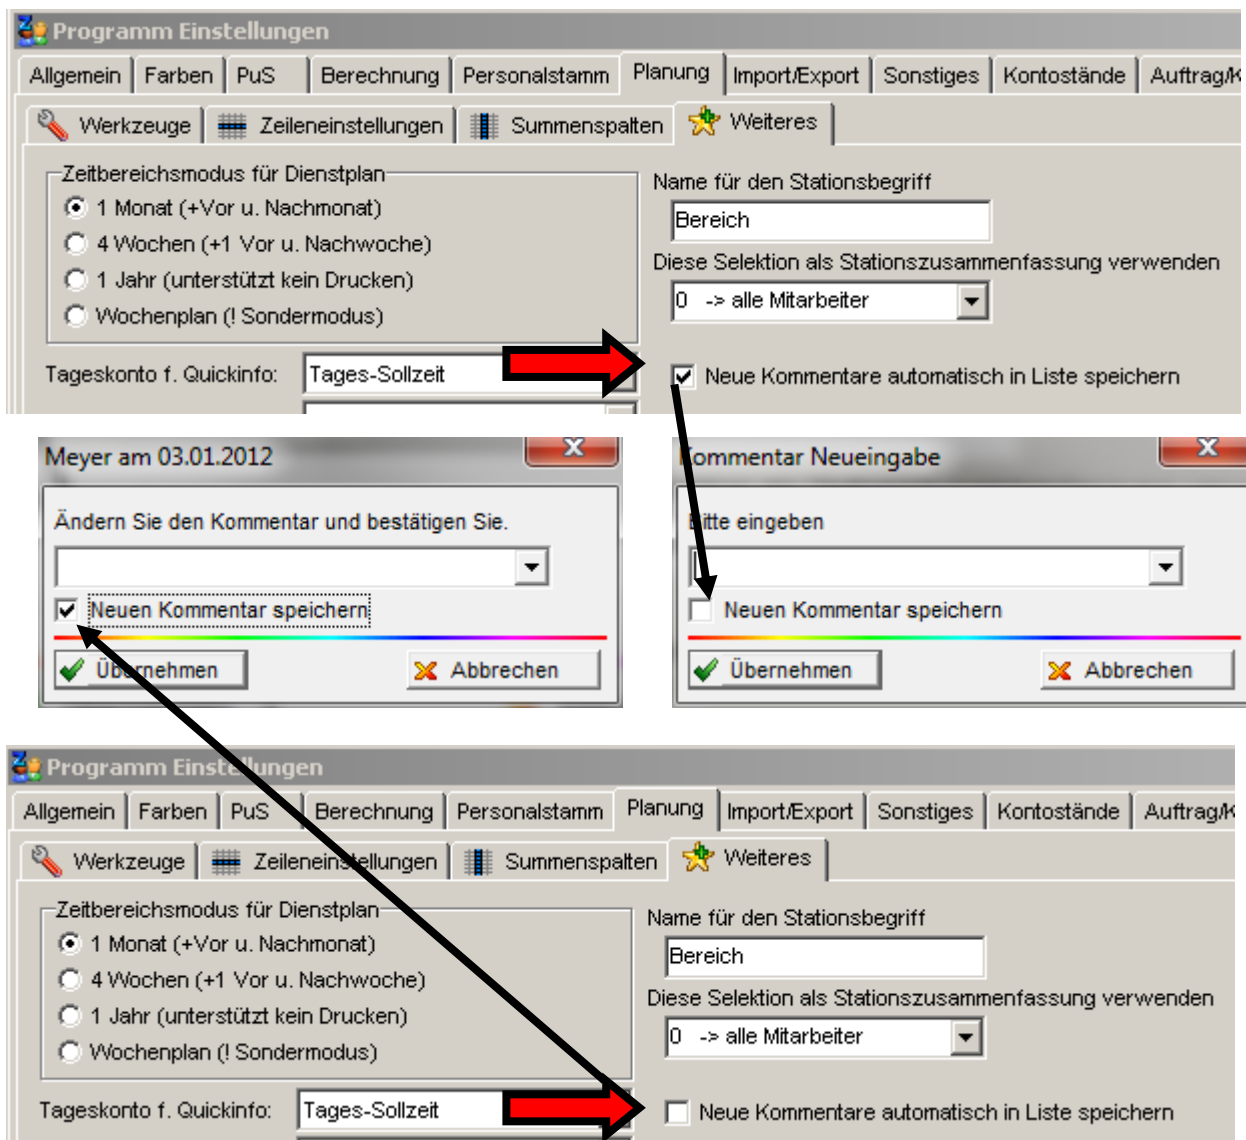 Programm Einstellungen
Allgemein Farben PuS Berechnung Personalstamm Planung Import/Export Sonstiges Kontostände Auftrag/K
Werkzeuge Zeileneinstellungen Summenspalten Weiteres
Zeitbereichsmodus für Dienstplan
1 Monat (+Vor u. Nachmonat)
4 Wochen (+1 Vor u. Nachwoche)
1 Jahr (unterstützt kein Drucken)
Wochenplan (! Sondermodus)
Name für den Stationsbegriff
Bereich
Diese Selektion als Stationszusammenfassung verwenden
0 -> alle Mitarbeiter
Tageskonto f. Quickinfo: Tages-Sollzeit
Neue Kommentare automatisch in Liste speichern
Meyer am 03.01.2012
Ändern Sie den Kommentar und bestätigen Sie.
Neuen Kommentar speichern
Übernehmen Abbrechen
Kommentar Neueingabe
Bitte eingeben
Neuen Kommentar speichern
Übernehmen Abbrechen
Programm Einstellungen
Allgemein Farben PuS Berechnung Personalstamm Planung Import/Export Sonstiges Kontostände Auftrag/K
Werkzeuge Zeileneinstellungen Summenspalten Weiteres
Zeitbereichsmodus für Dienstplan
1 Monat (+Vor u. Nachmonat)
4 Wochen (+1 Vor u. Nachwoche)
1 Jahr (unterstützt kein Drucken)
Wochenplan (! Sondermodus)
Name für den Stationsbegriff
Bereich
Diese Selektion als Stationszusammenfassung verwenden
0 -> alle Mitarbeiter
Tageskonto f. Quickinfo: Tages-Sollzeit
Neue Kommentare automatisch in Liste speichern